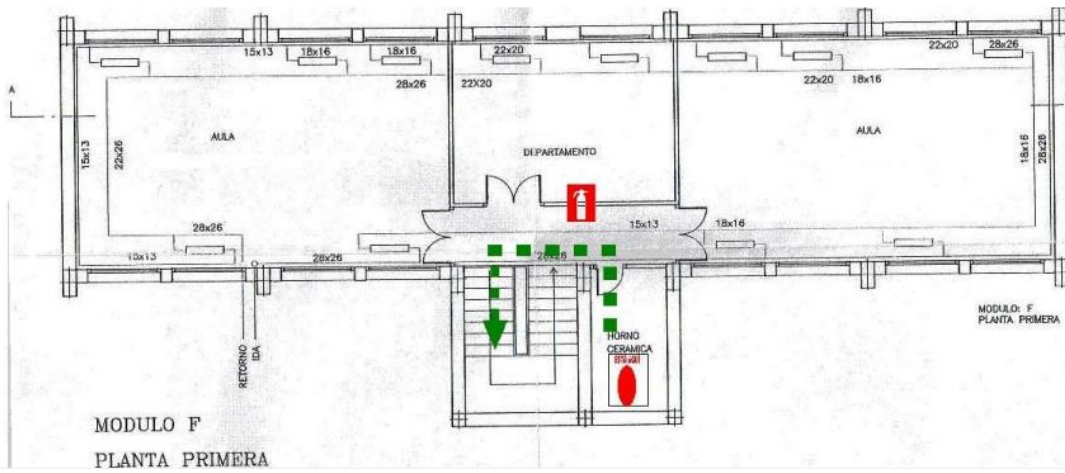 15x13
18x16
18x16
22x20
22x20
28x26
28x26
22X20
22x20
18x16
A
AULA
AULA
DEPARTAMENTO
15x13
22x26
18x16
28x26
15x13
18x16
28x26
15x13
28x26
28x26
HORNO
CERAMICA
MODULO: F
PLANTA PRIMERA
RETORNO
IDA
MODULO F
PLANTA PRIMERA